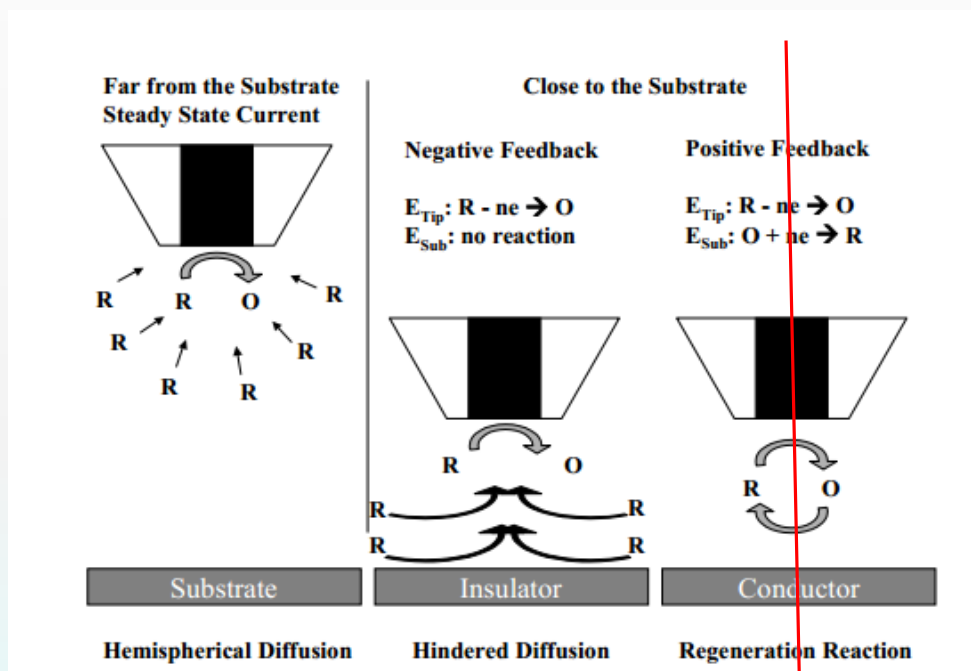 Far from the Substrate
Steady State Current
R
R
O
R
R
R
R
R
Substrate
Hemispherical Diffusion
Close to the Substrate
Negative Feedback
E_Tip: R - ne ➔ O
E_Sub: no reaction
R
O
R
R
R
R
Insulator
Hindered Diffusion
Positive Feedback
E_Tip: R - ne ➔ O
E_Sub: O + ne ➔ R
R
O
Conductor
Regeneration Reaction